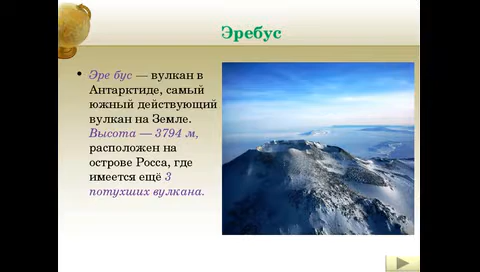 Эребус
Эре бус — вулкан в
Антарктиде, самый
южный действующий
вулкан на Земле.
Высота — 3794 м,
расположен на
острове Росса, где
имеется ещё 3
потухших вулкана.